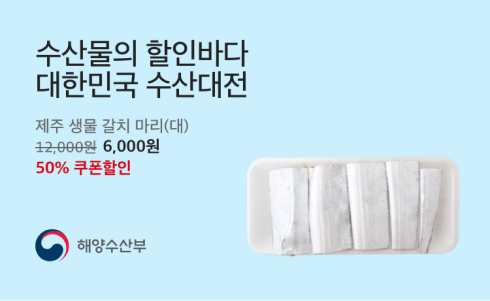 수산물의 할인바다
대한민국 수산대전
제주 생물 갈치 마리(대)
12,000원 6,000원
50% 쿠폰할인
해양수산부